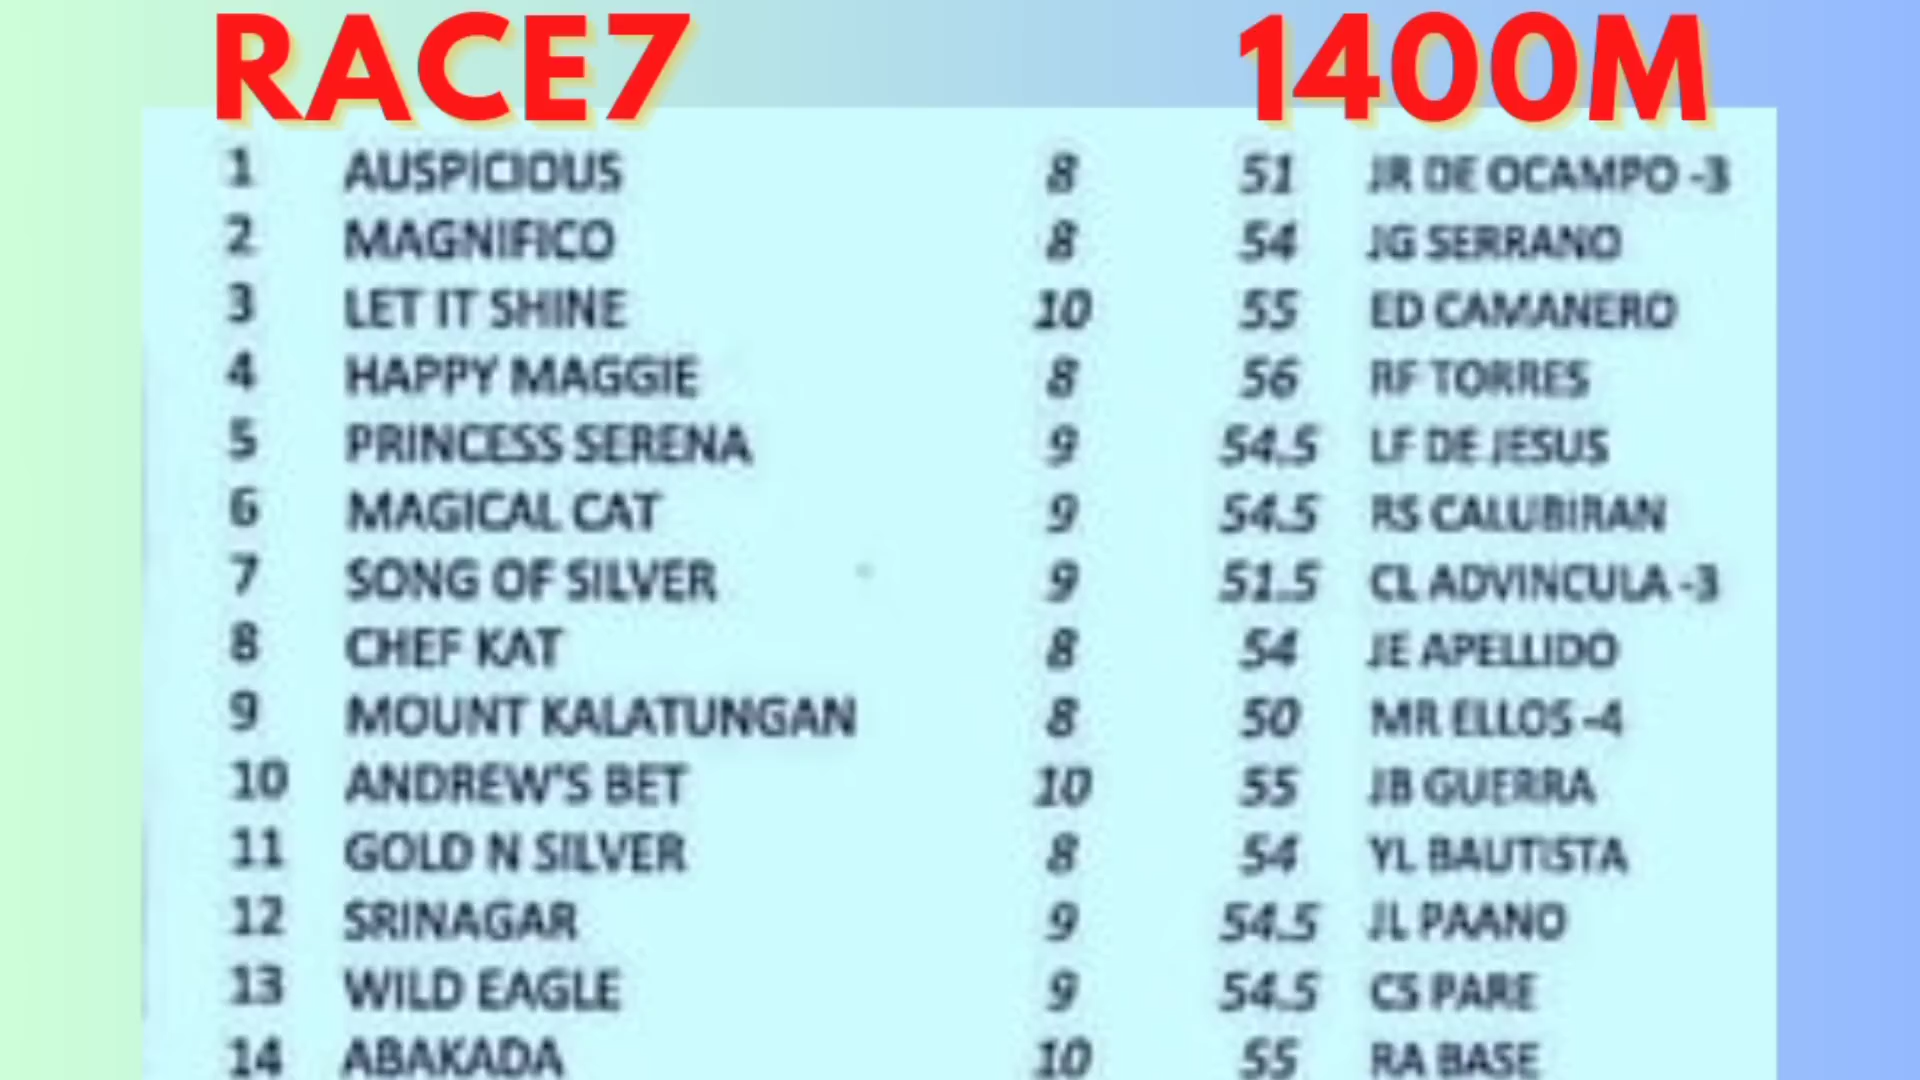 RACE7 1400M
1 AUSPICIOUS 8 51 JR DE OCAMPO -3
2 MAGNIFICO 8 54 JG SERRANO
3 LET IT SHINE 10 55 ED CAMANERO
4 HAPPY MAGGIE 8 56 RF TORRES
5 PRINCESS SERENA 9 54.5 LF DE JESUS
6 MAGICAL CAT 9 54.5 RS CALUBIRAN
7 SONG OF SILVER 9 51.5 CL ADVINCULA -3
8 CHEF KAT 8 54 JE APELLIDO
9 MOUNT KALATUNGAN 8 50 MR ELLOS -4
10 ANDREW'S BET 10 55 JB GUERRA
11 GOLD N SILVER 8 54 YL BAUTISTA
12 SRINAGAR 9 54.5 JL PAANO
13 WILD EAGLE 9 54.5 CS PARE
14 ABAKADA 10 55 RA BASE